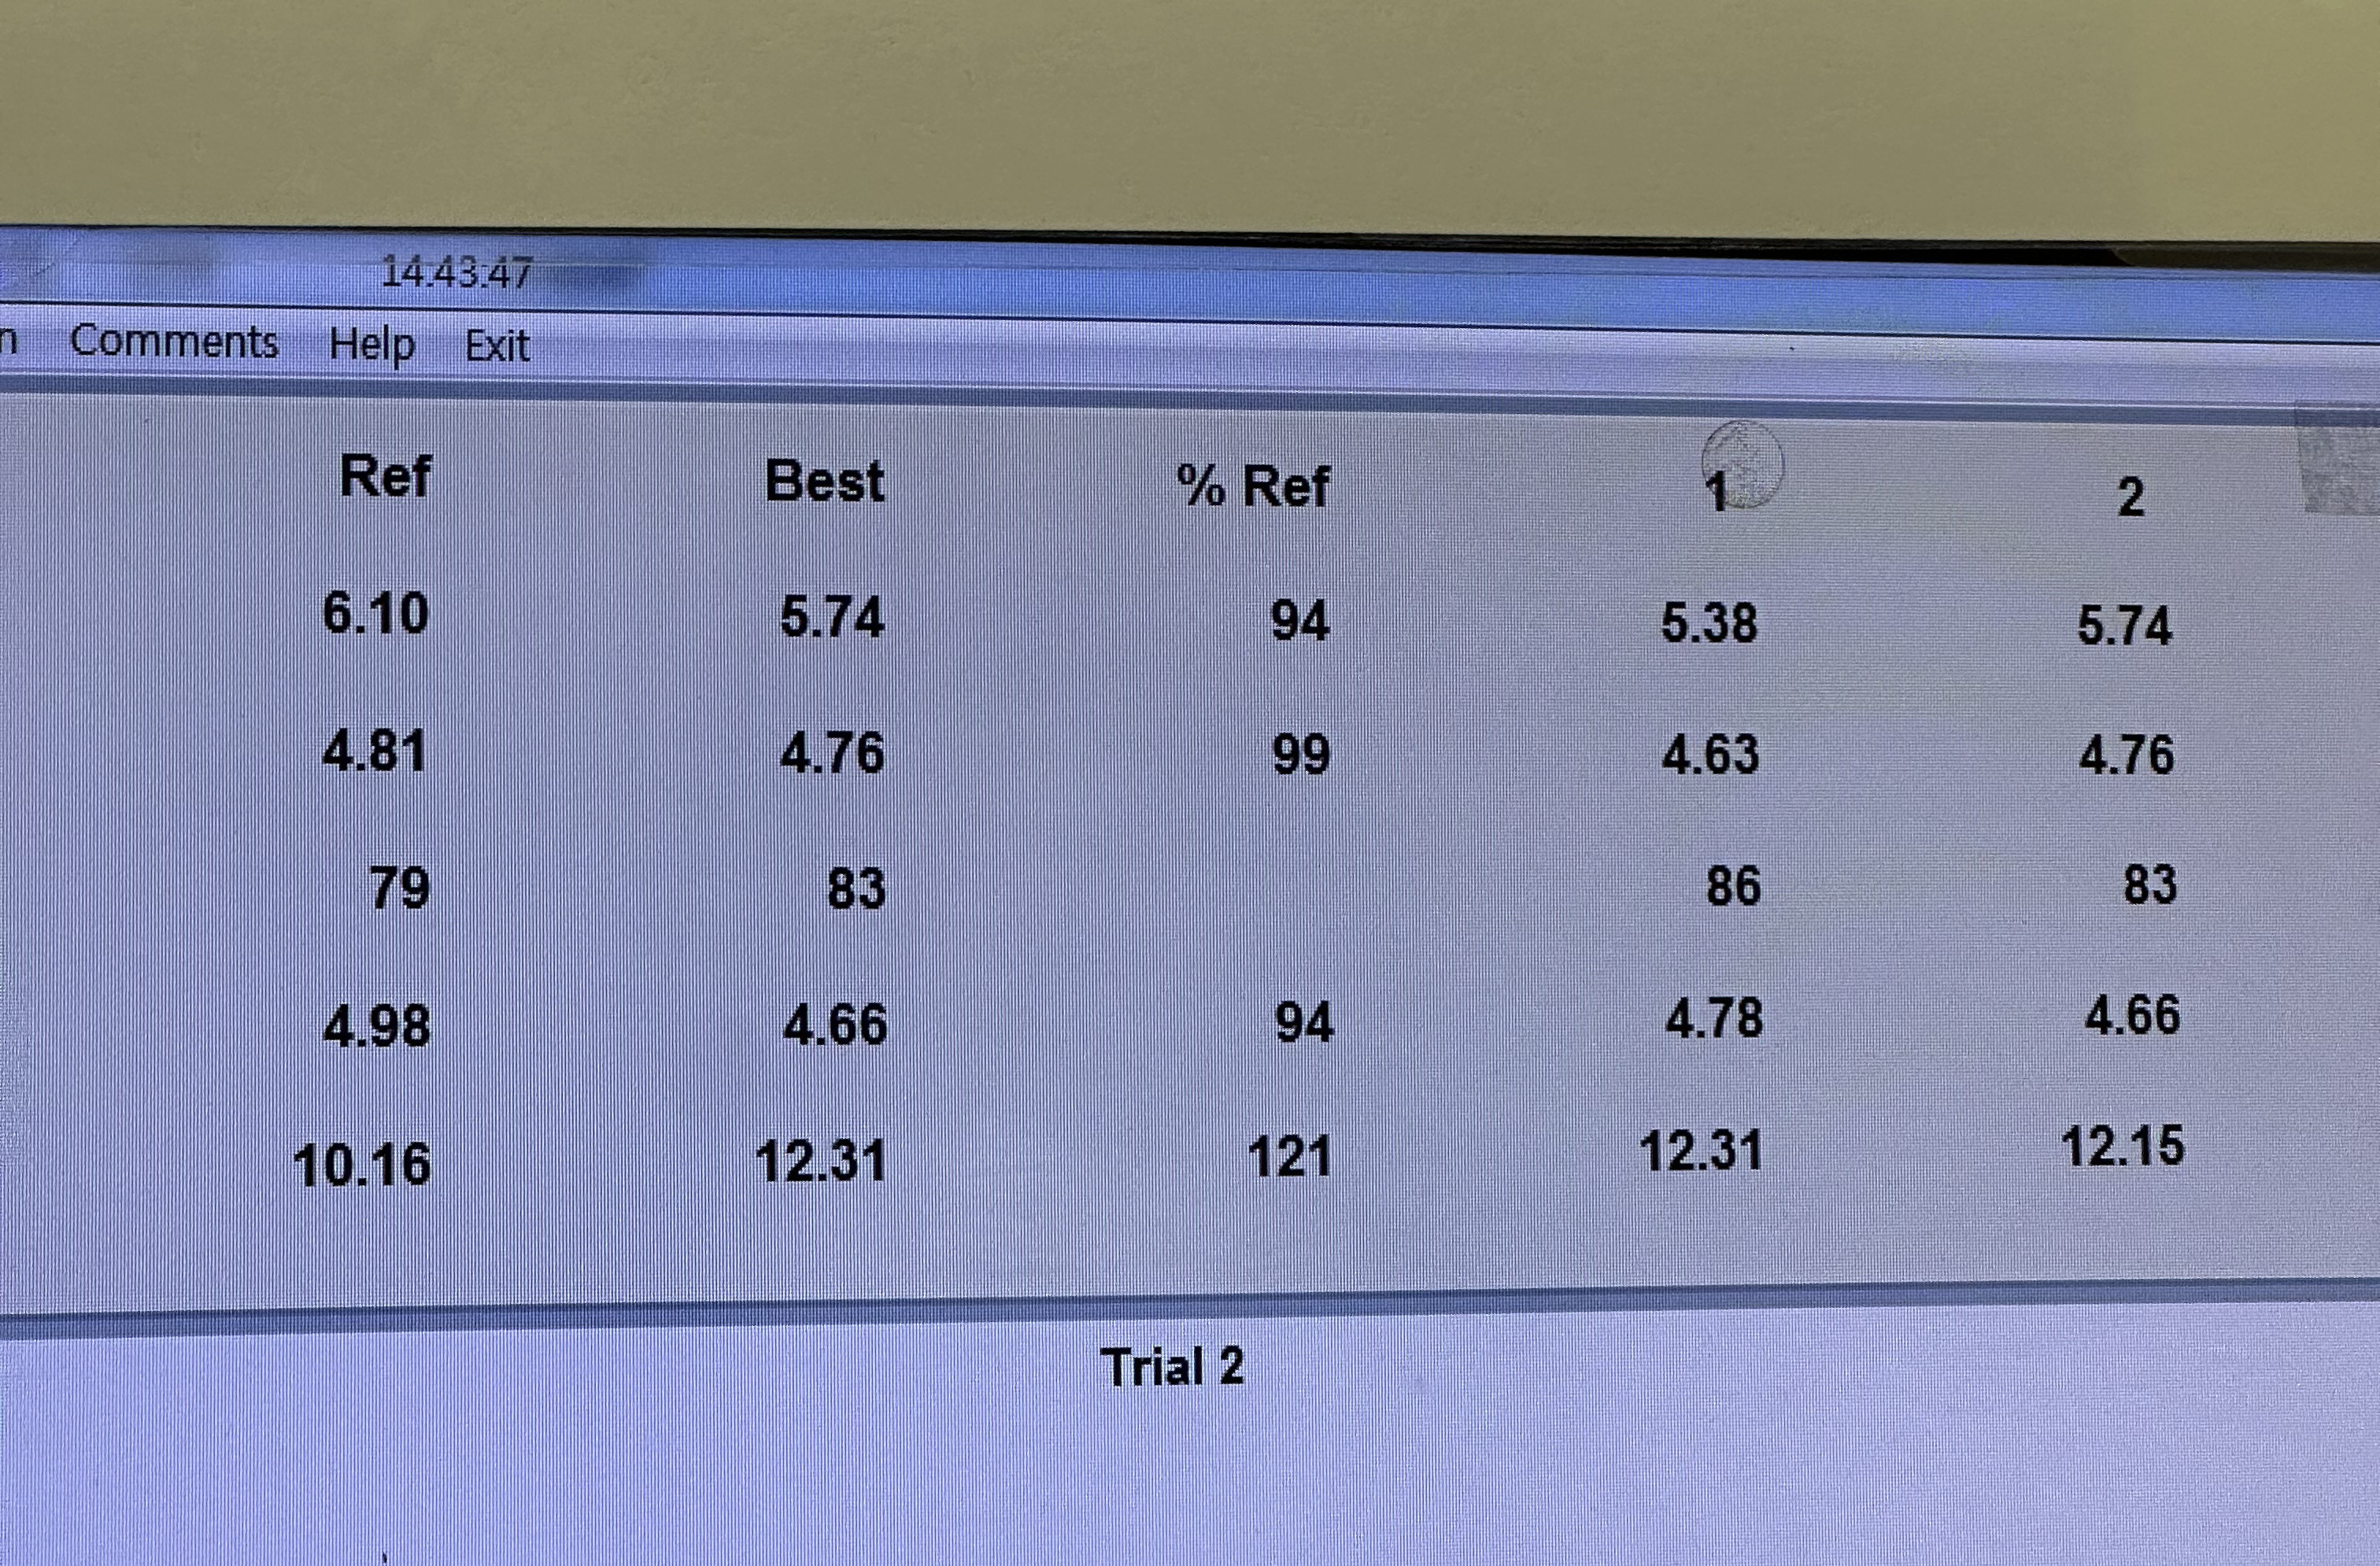 14:43:47
n Comments Help Exit
Ref Best % Ref 1 2
6.10 5.74 94 5.38 5.74
4.81 4.76 99 4.63 4.76
79 83 86 83
4.98 4.66 94 4.78 4.66
10.16 12.31 121 12.31 12.15
Trial 2